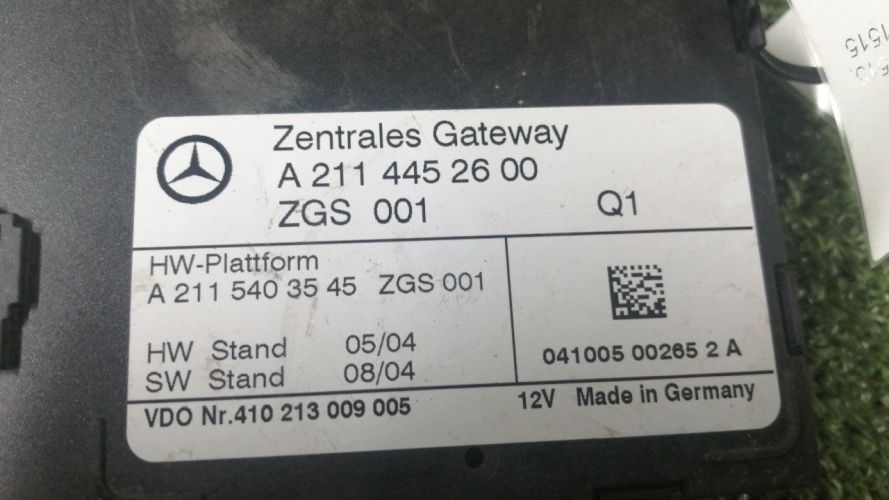 Zentrales Gateway
A 211 445 26 00
ZGS 001 Q1
HW-Plattform
A 211 540 35 45 ZGS 001
HW Stand 05/04
SW Stand 08/04
041005 00265 2 A
VDO Nr.410 213 009 005
12V Made in Germany
1515